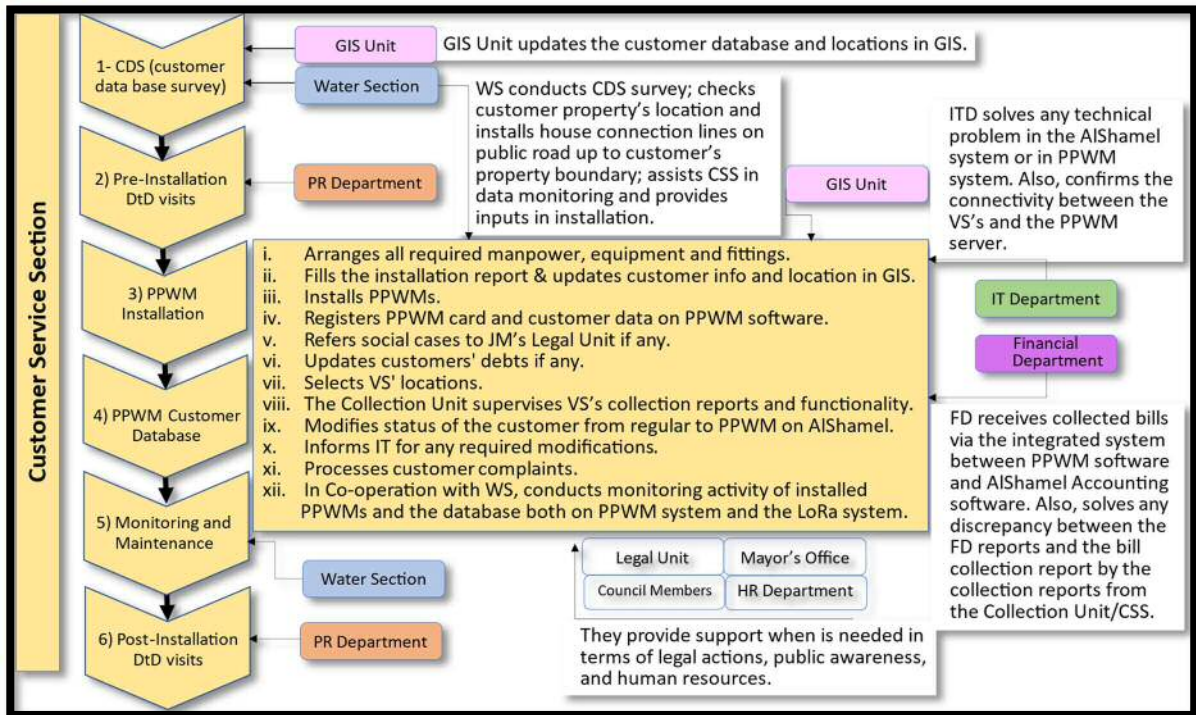 Customer Service Section
1- CDS (customer
data base survey)
GIS Unit
GIS Unit updates the customer database and locations in GIS.
Water Section
WS conducts CDS survey; checks
customer property's location and
installs house connection lines on
public road up to customer's
property boundary; assists CSS in
data monitoring and provides
inputs in installation.
2) Pre-Installation
DtD visits
PR Department
GIS Unit
ITD solves any technical
problem in the AlShamel
system or in PPWM
system. Also, confirms the
connectivity between the
VS's and the PPWM
server.
3) PPWM
Installation
i. Arranges all required manpower, equipment and fittings.
ii. Fills the installation report & updates customer info and location in GIS.
iii. Installs PPWMs.
iv. Registers PPWM card and customer data on PPWM software.
v. Refers social cases to JM's Legal Unit if any.
vi. Updates customers' debts if any.
vii. Selects VS' locations.
viii. The Collection Unit supervises VS's collection reports and functionality.
ix. Modifies status of the customer from regular to PPWM on AlShamel.
x. Informs IT for any required modifications.
xi. Processes customer complaints.
xii. In Co-operation with WS, conducts monitoring activity of installed
PPWMs and the database both on PPWM system and the LoRa system.
IT Department
Financial
Department
FD receives collected bills
via the integrated system
between PPWM software
and AlShamel Accounting
software. Also, solves any
discrepancy between the
FD reports and the bill
collection report by the
collection reports from
the Collection Unit/CSS.
4) PPWM Customer
Database
5) Monitoring and
Maintenance
Water Section
Legal Unit
Mayor's Office
Council Members
HR Department
They provide support when is needed in
terms of legal actions, public awareness,
and human resources.
6) Post-Installation
DtD visits
PR Department